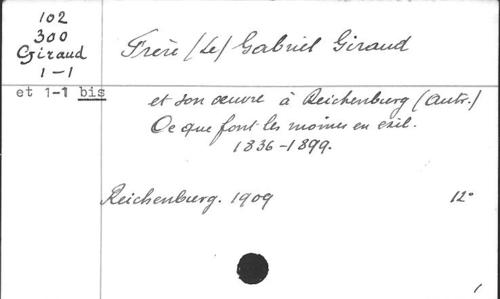 102
300
Giraud
1-1
et 1-1 bis
Frère (Le) Gabriel Giraud
et son œuvre à Reichenburg (Autr.)
Ce que font les moines en exil.
1836-1899.
Reichenburg. 1909
12°
1